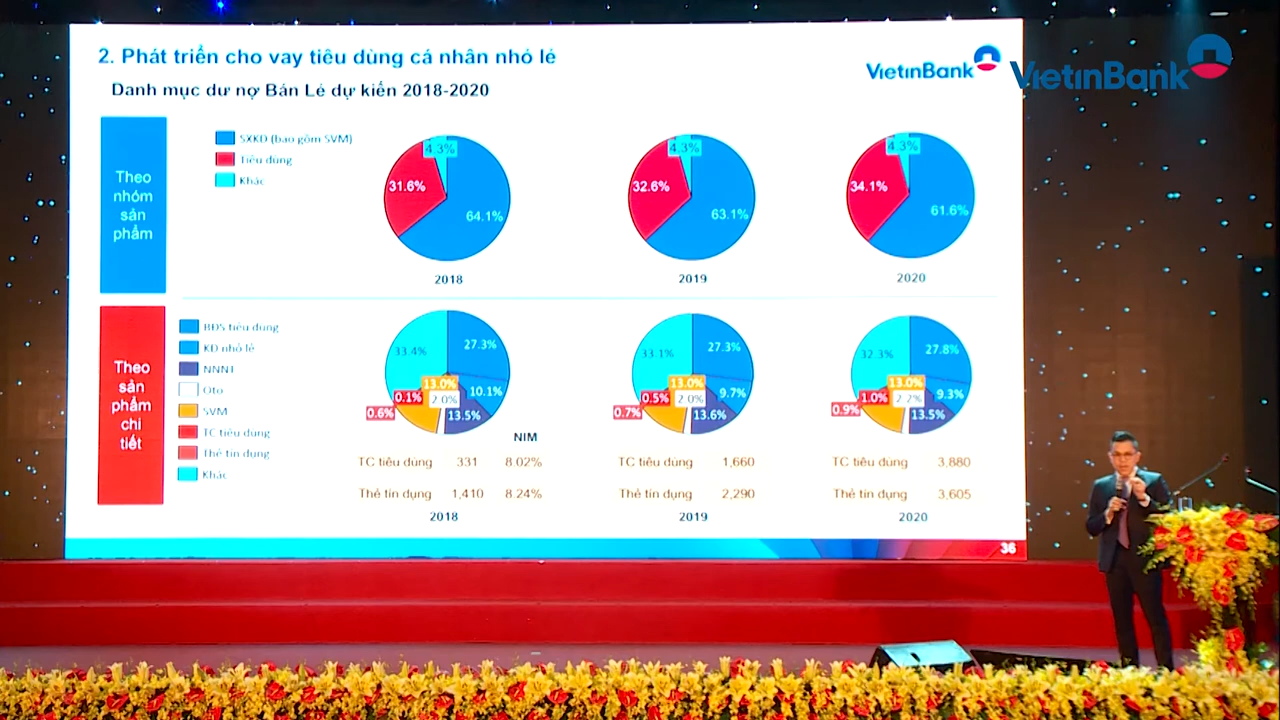 2. Phát triển cho vay tiêu dùng cá nhân nhỏ lẻ
Danh mục dư nợ Bán Lẻ dự kiến 2018-2020
VietinBank
VietinBank
Theo
nhóm
sản
phẩm
SXKD (bao gồm SVM)
Tiêu dùng
Khác
4.3%
31.6%
64.1%
2018
4.3%
32.6%
63.1%
2019
4.3%
34.1%
61.6%
2020
Theo
sản
phẩm
chi
tiết
BĐS tiêu dùng
KD nhỏ lẻ
NNNT
Oto
SVM
TC tiêu dùng
Thẻ tín dụng
Khác
33.4%
27.3%
13.0%
10.1%
0.1%
2.0%
0.6%
13.5%
33.1%
27.3%
13.0%
9.7%
0.5%
2.0%
0.7%
13.6%
32.3%
27.8%
13.0%
9.3%
1.0%
2.2%
0.9%
13.5%
NIM
TC tiêu dùng 331 8.02%
Thẻ tín dụng 1,410 8.24%
2018
TC tiêu dùng 1,660
Thẻ tín dụng 2,290
2019
TC tiêu dùng 3,880
Thẻ tín dụng 3,605
2020
36